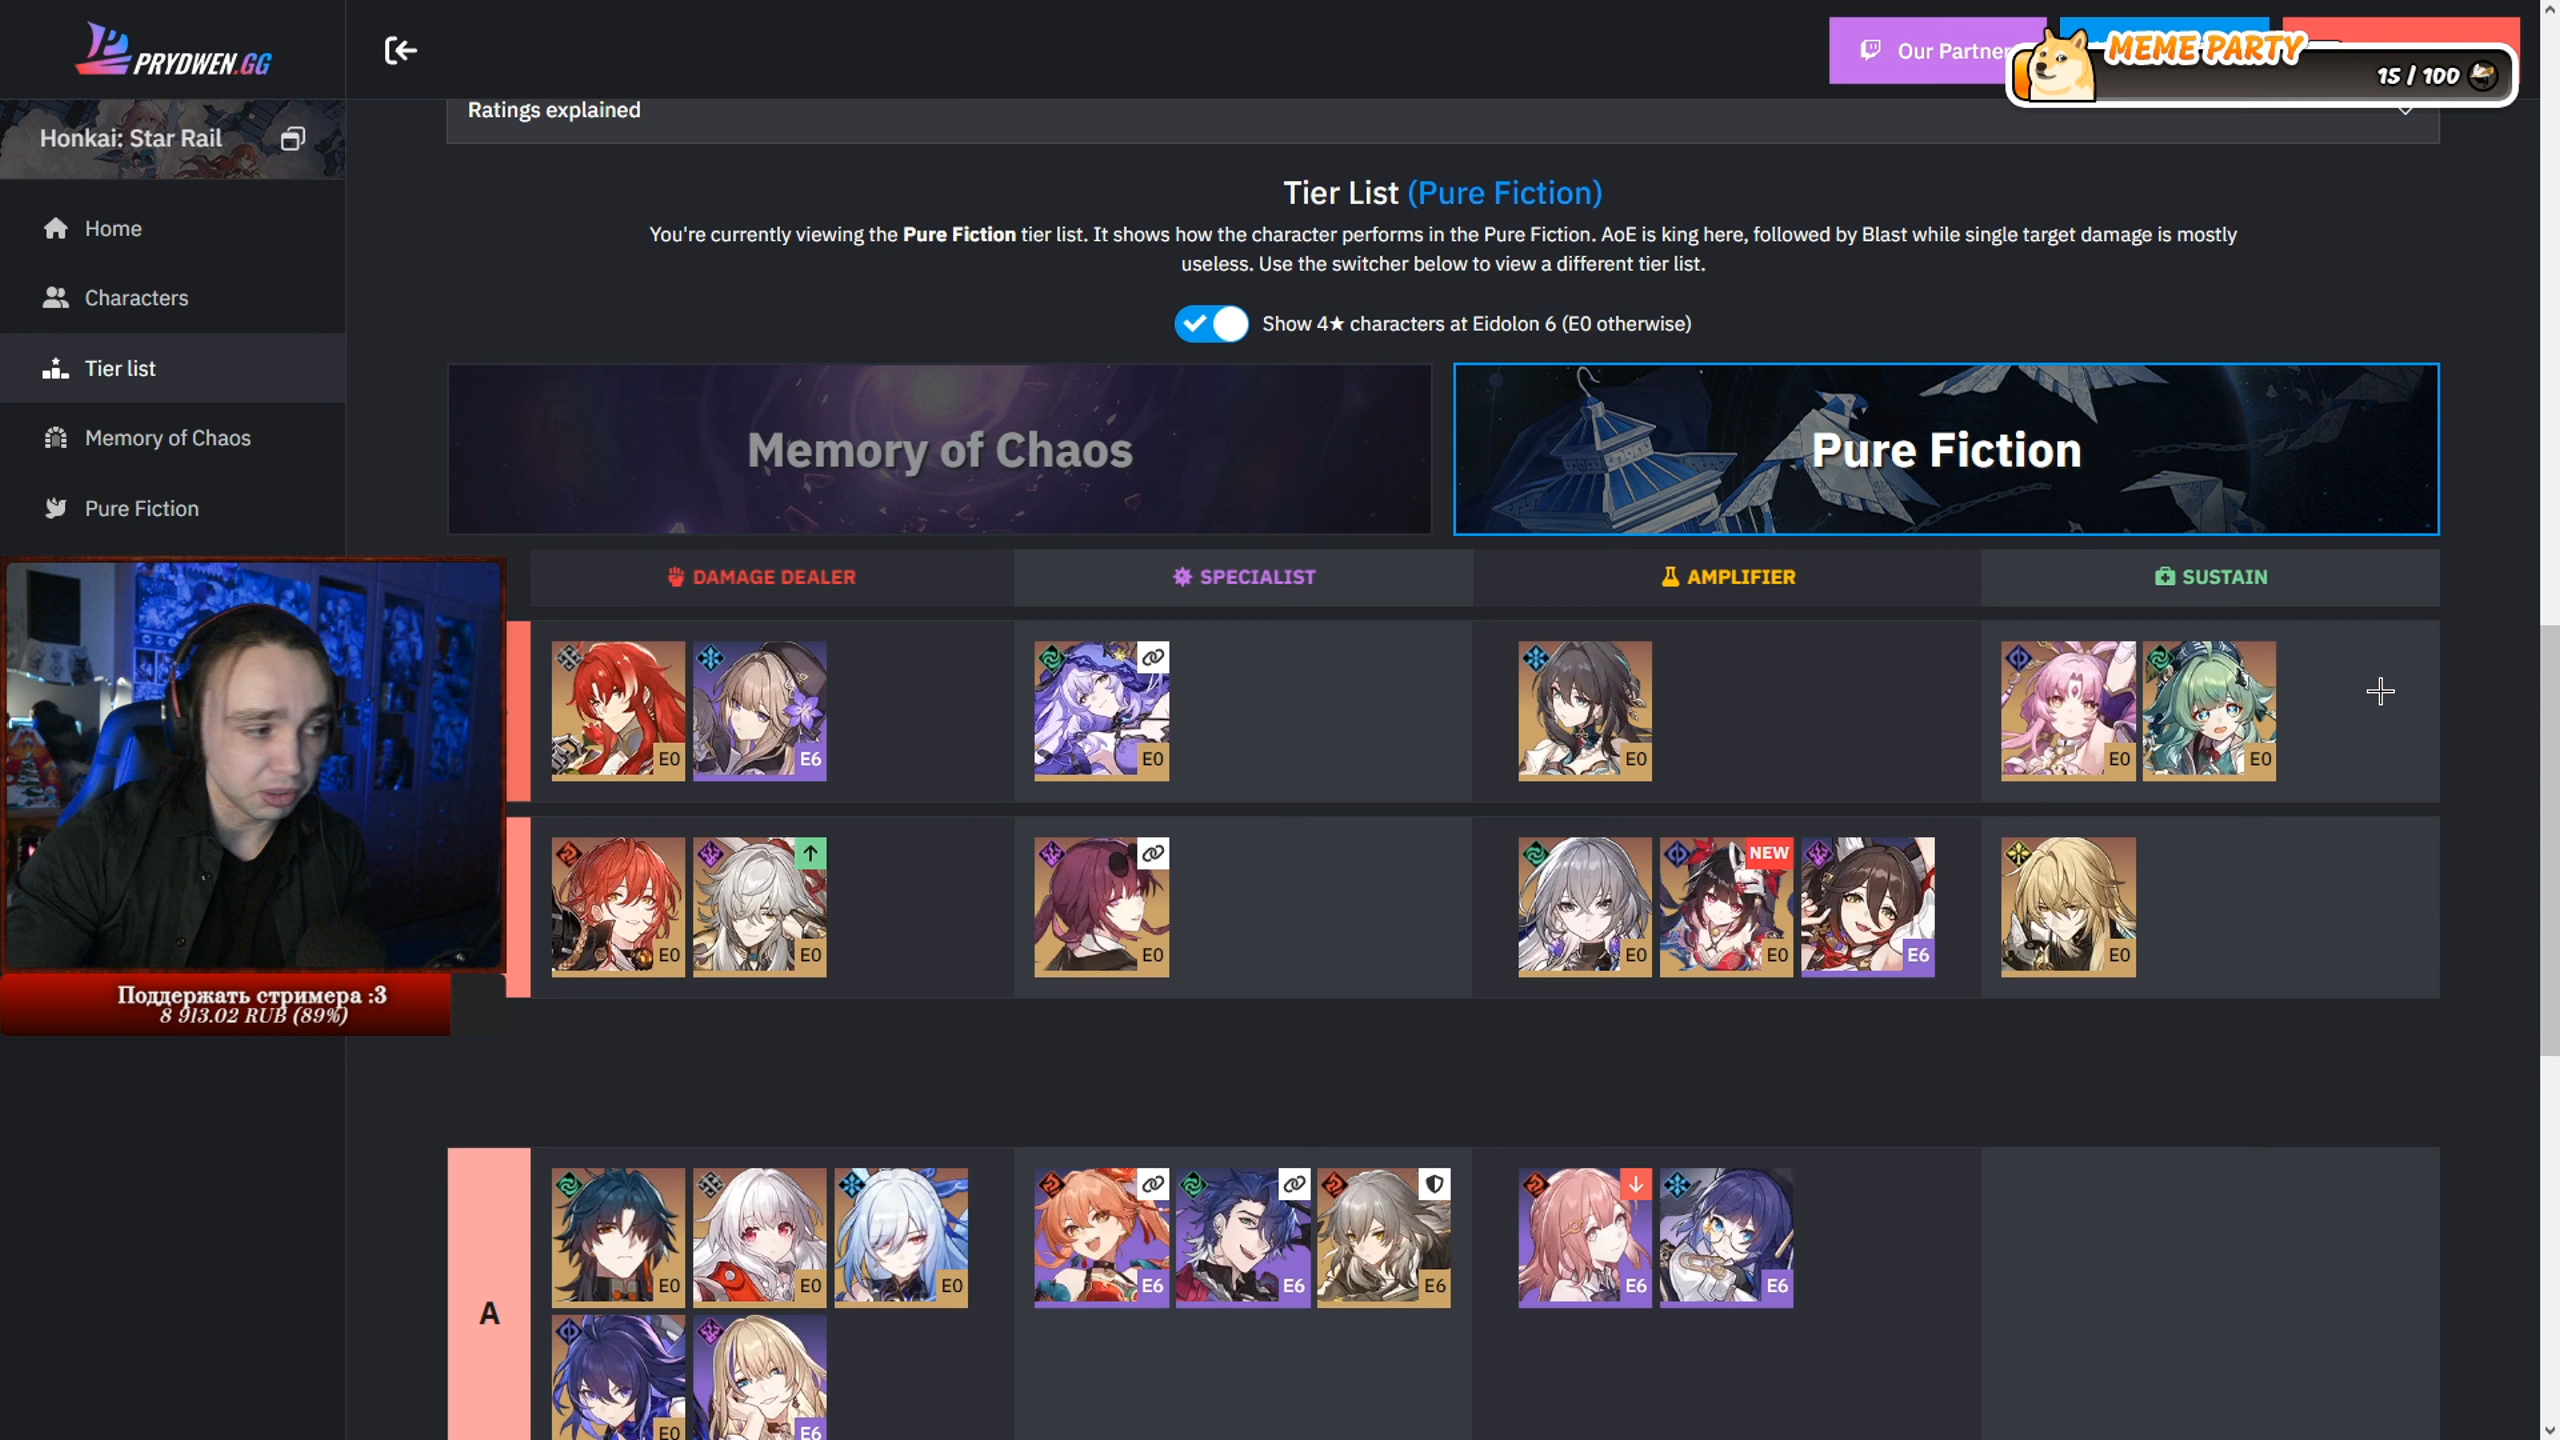 PRYDWEN.GG
Our Partner
MEME PARTY
15 / 100
Honkai: Star Rail
Home
Characters
Tier list
Memory of Chaos
Pure Fiction
Ratings explained
Tier List (Pure Fiction)
You're currently viewing the Pure Fiction tier list. It shows how the character performs in the Pure Fiction. AoE is king here, followed by Blast while single target damage is mostly
useless. Use the switcher below to view a different tier list.
Show 4★ characters at Eidolon 6 (E0 otherwise)
Memory of Chaos
Pure Fiction
DAMAGE DEALER
SPECIALIST
AMPLIFIER
SUSTAIN
E0 E6 E0 E0 E0 E0
NEW
E0 E0 E0 E0 E0 E6 E0
Поддержать стримера :3
8 913.02 RUB (89%)
A
E0 E0 E0 E6 E6 E6 E6 E6
E0 E6